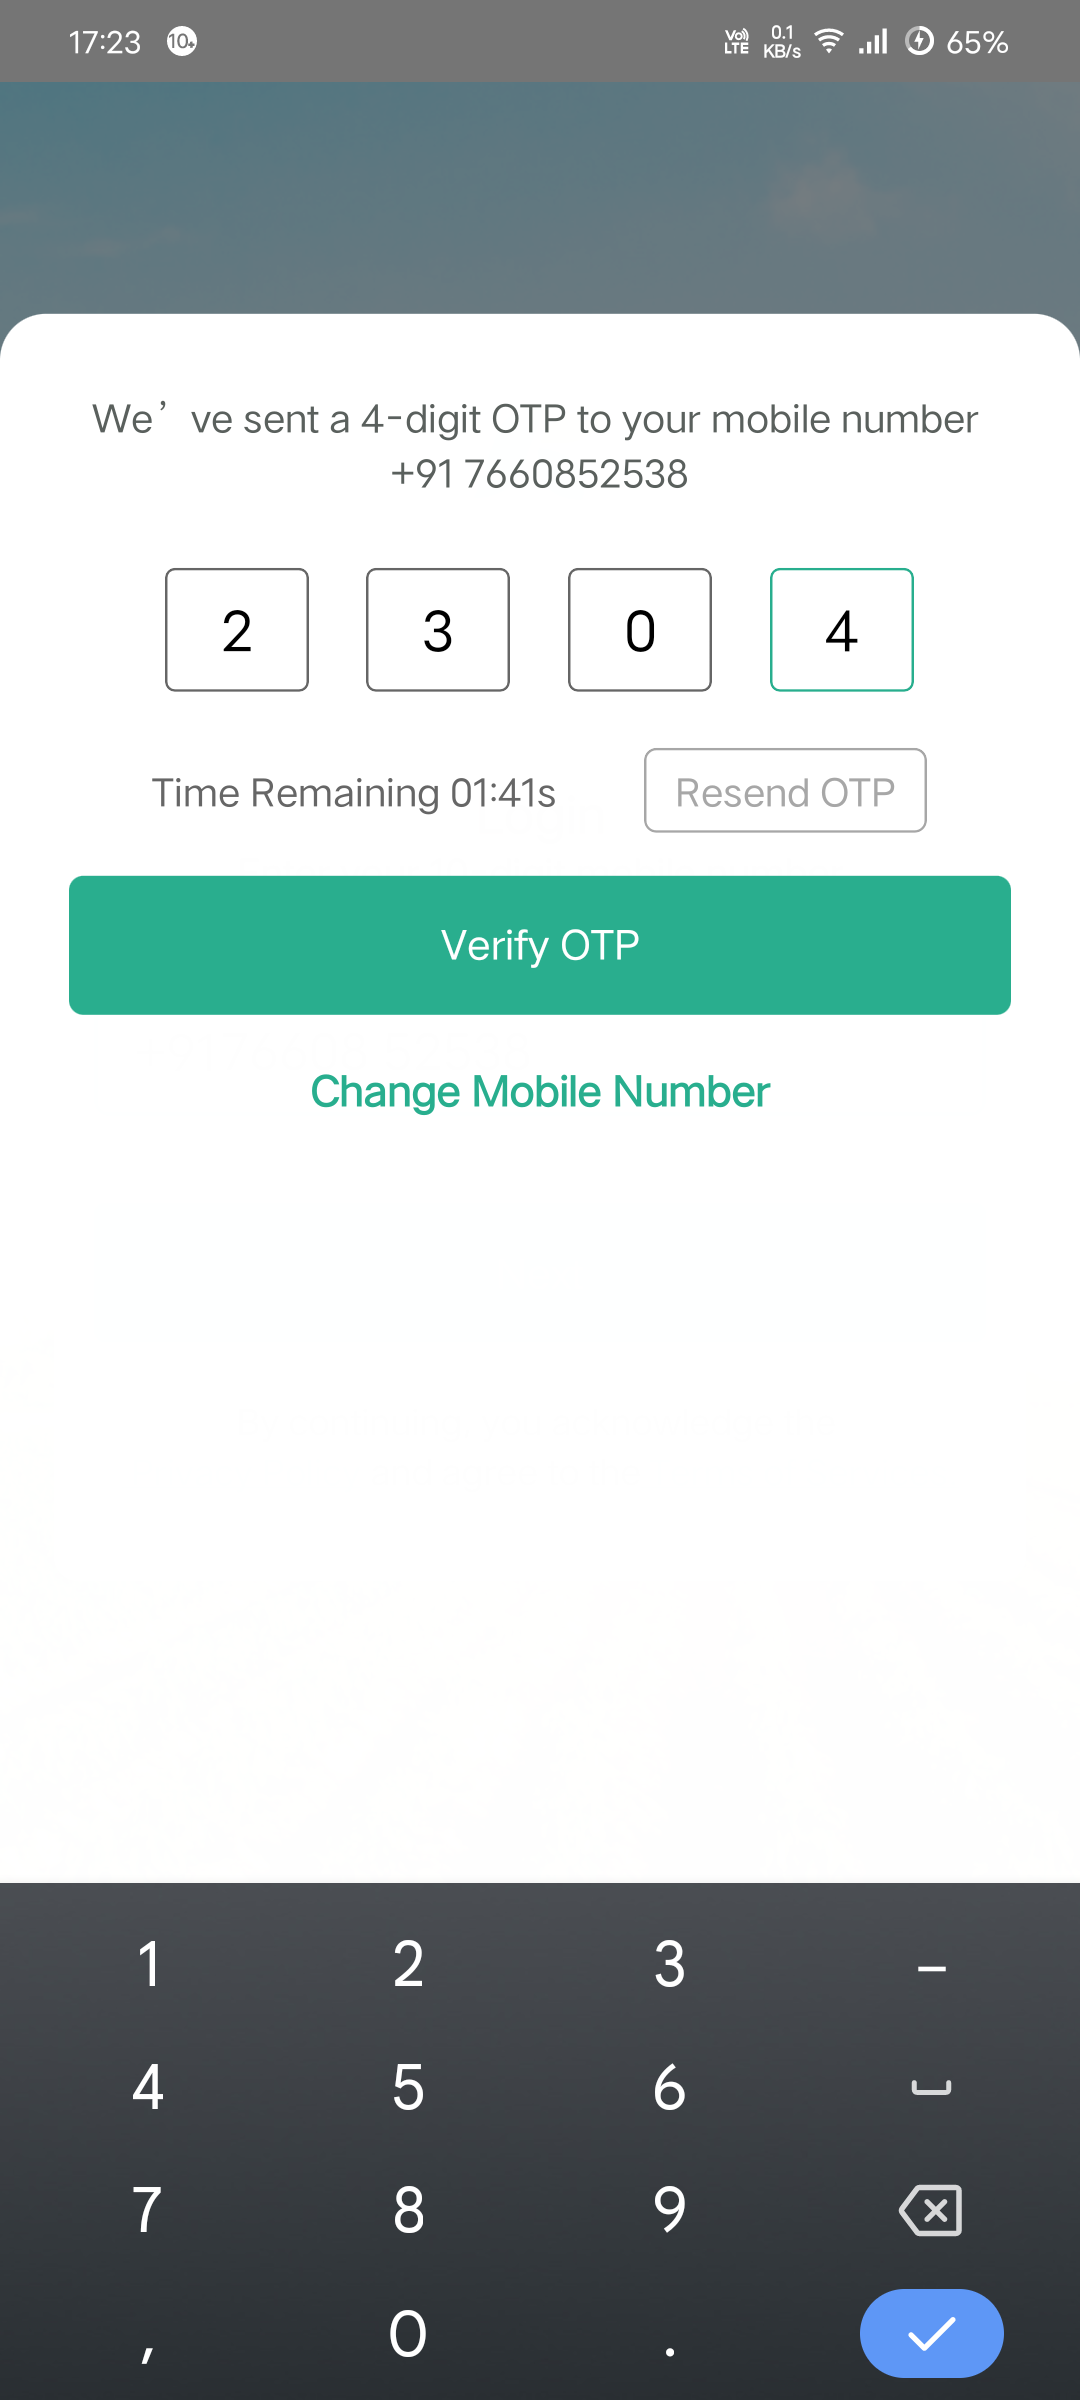 17:23 10+ Vo LTE 0.1 KB/s 65%
We’ve sent a 4-digit OTP to your mobile number
+91 7660852538
2 3 0 4
Time Remaining 01:41s Resend OTP
Verify OTP
Change Mobile Number
1 2 3 –
4 5 6
7 8 9
, 0 .